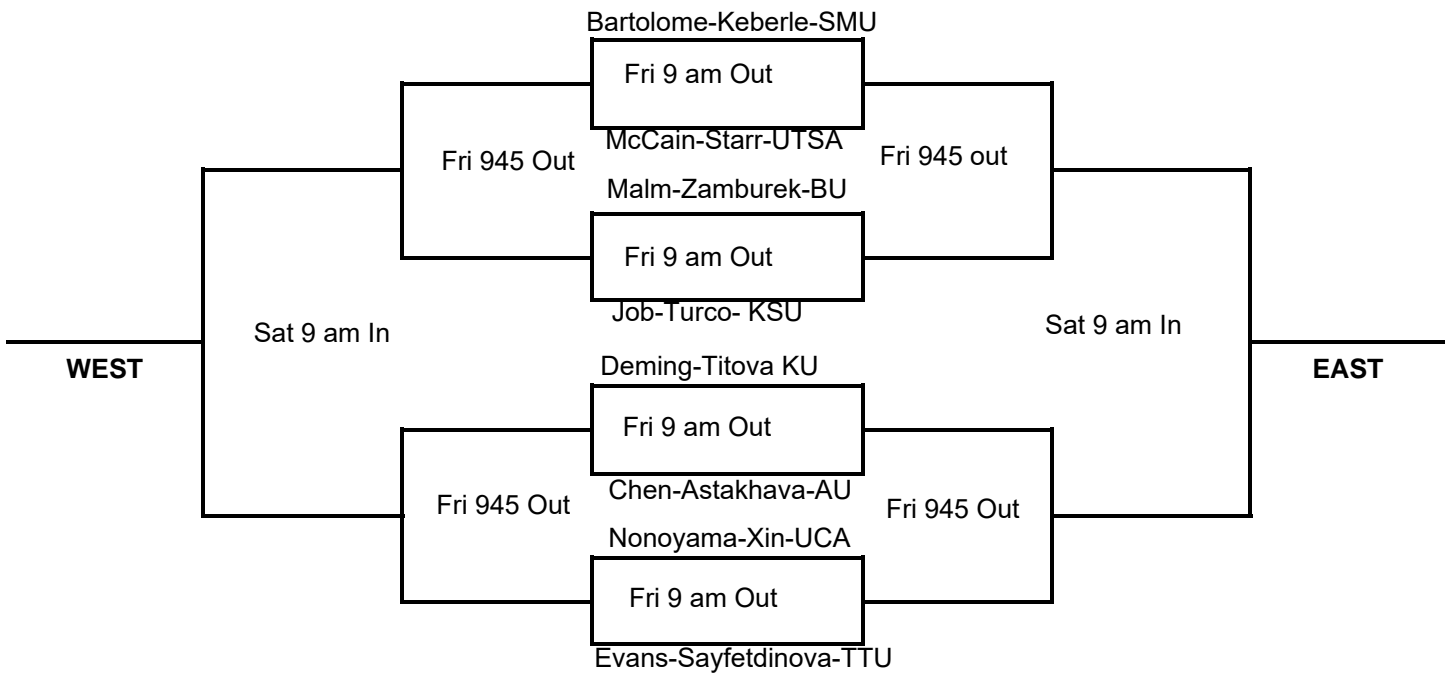 Bartolome-Keberle-SMU
Fri 9 am Out
McCain-Starr-UTSA
Fri 945 Out
Fri 945 out
Malm-Zamburek-BU
Fri 9 am Out
Job-Turco- KSU
Sat 9 am In
Sat 9 am In
WEST
EAST
Deming-Titova KU
Fri 9 am Out
Chen-Astakhava-AU
Fri 945 Out
Fri 945 Out
Nonoyama-Xin-UCA
Fri 9 am Out
Evans-Sayfetdinova-TTU